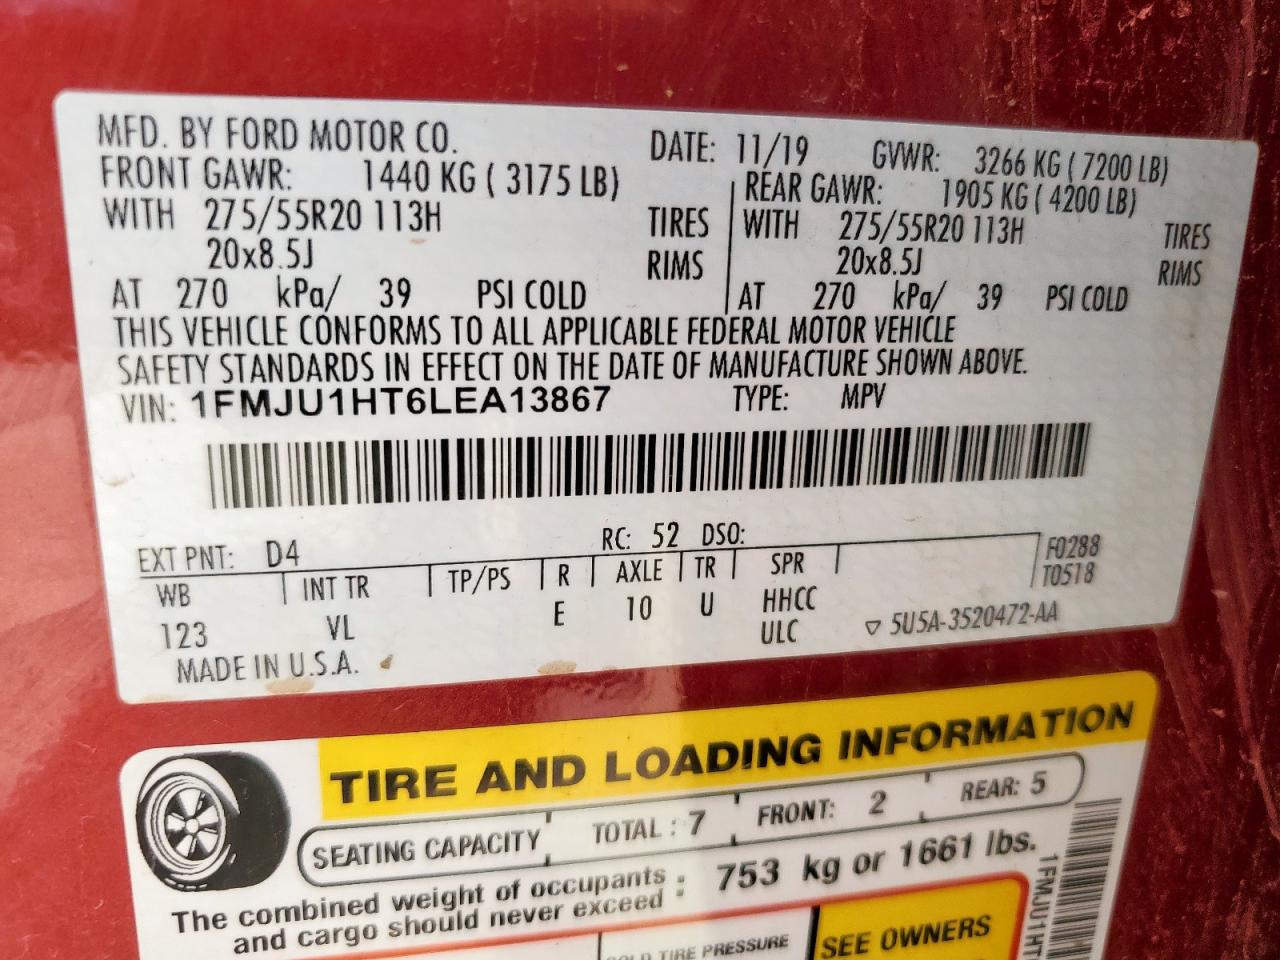 MFD. BY FORD MOTOR CO. DATE: 11/19 GVWR: 3266 KG ( 7200 LB)
FRONT GAWR: 1440 KG ( 3175 LB) REAR GAWR: 1905 KG ( 4200 LB)
WITH 275/55R20 113H TIRES WITH 275/55R20 113H TIRES
20x8.5J RIMS 20x8.5J RIMS
AT 270 kPa/ 39 PSI COLD AT 270 kPa/ 39 PSI COLD
THIS VEHICLE CONFORMS TO ALL APPLICABLE FEDERAL MOTOR VEHICLE
SAFETY STANDARDS IN EFFECT ON THE DATE OF MANUFACTURE SHOWN ABOVE.
VIN: 1FMJU1HT6LEA13867 TYPE: MPV
EXT PNT: D4 RC: 52 DSO: F0288
WB INT TR TP/PS R AXLE TR SPR T0518
123 VL E 10 U HHCC
ULC ▽ 5U5A-3520472-AA
MADE IN U.S.A.
TIRE AND LOADING INFORMATION
SEATING CAPACITY TOTAL : 7 FRONT: 2 REAR: 5
The combined weight of occupants : 753 kg or 1661 lbs.
and cargo should never exceed :
TIRE PRESSURE
SEE OWNERS
1FMJU1HT